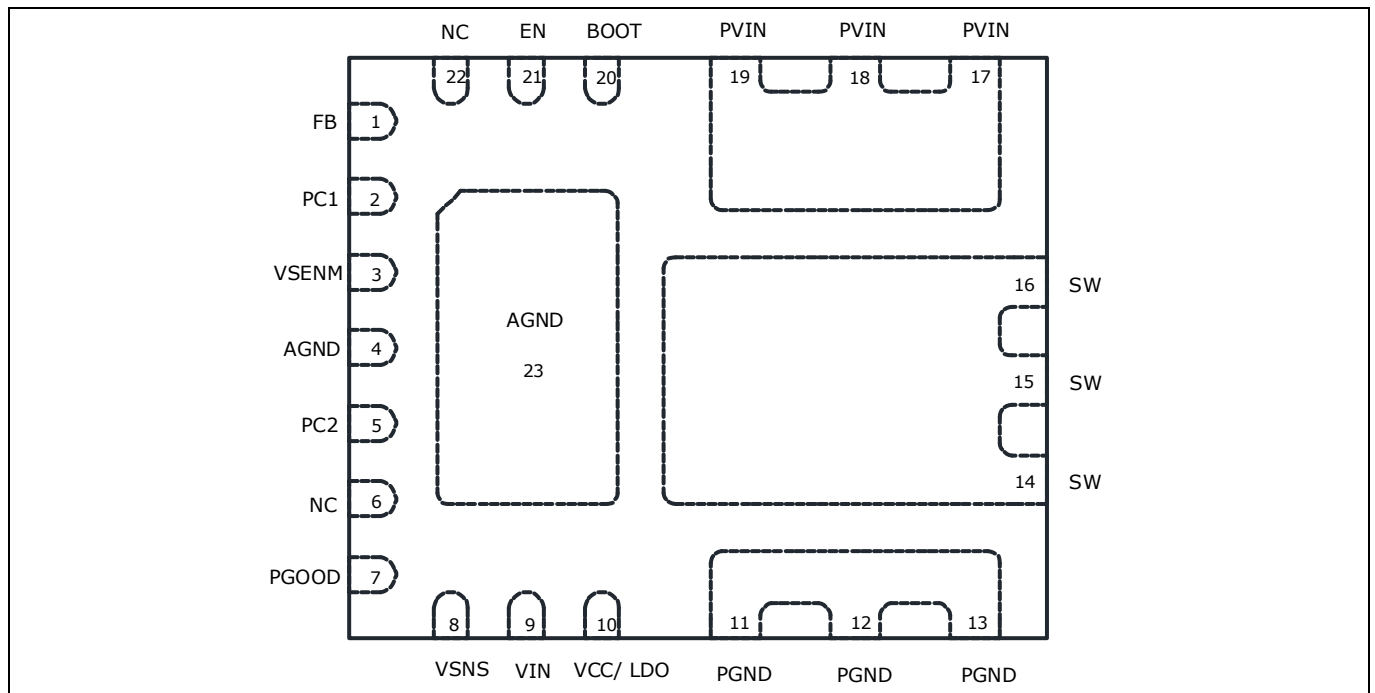 NC EN BOOT PVIN PVIN PVIN
22 21 20 19 18 17
FB 1
PC1 2
VSENM 3
16 SW
AGND
AGND 4
23
15 SW
PC2 5
14 SW
NC 6
PGOOD 7
8 9 10 11 12 13
VSNS VIN VCC/ LDO PGND PGND PGND